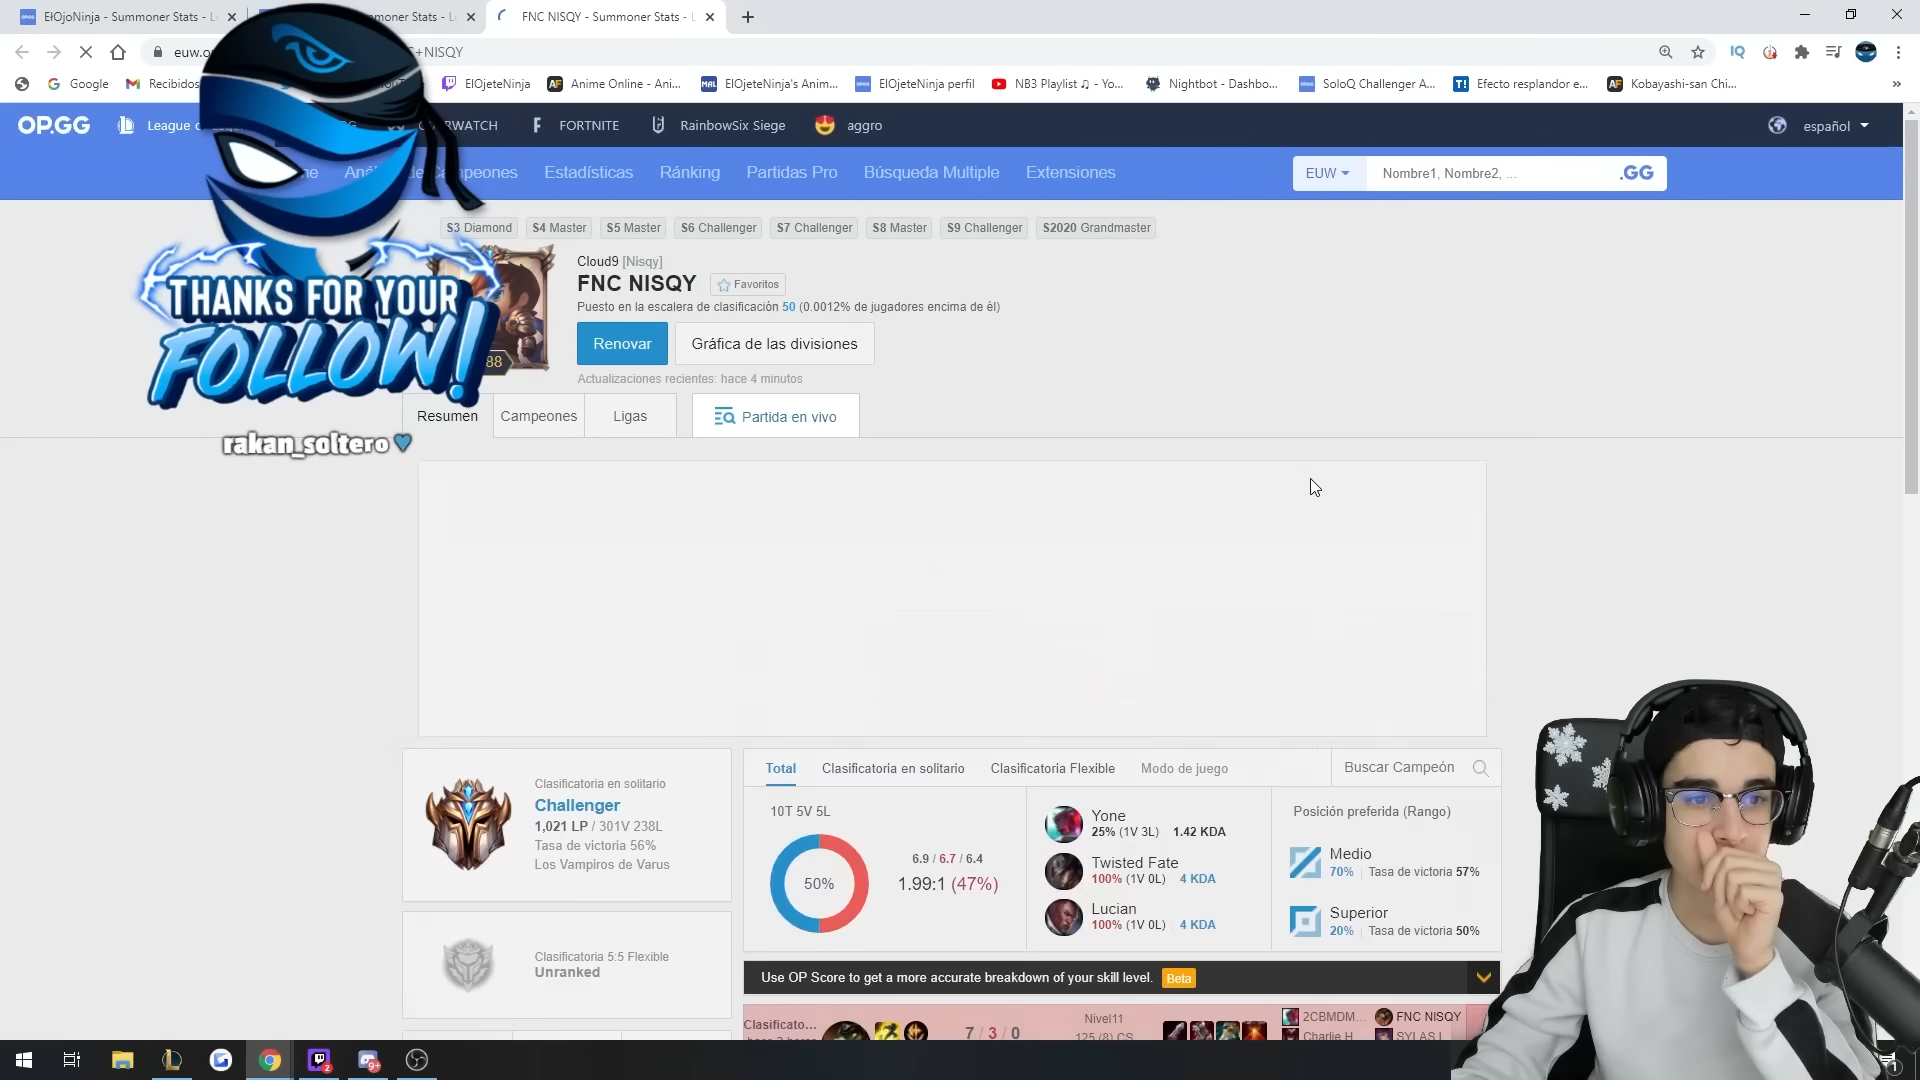 EłOjoNinja - Summoner Stats - L
ummoner Stats - Le
FNC NISQY - Summoner Stats - L
euw.o
+NISQY
Google
Recibidos
ElOjeteNinja
Anime Online - Ani...
ElOjeteNinja's Anim...
ElOjeteNinja perfil
NB3 Playlist ♫ - Yo...
Nightbot - Dashbo...
SoloQ Challenger A...
Efecto resplandor e...
Kobayashi-san Chi...
»
OP.GG
League o
RWATCH
FORTNITE
RainbowSix Siege
aggro
español
Estadísticas
Ránking
Partidas Pro
Búsqueda Multiple
Extensiones
EUW
Nombre1, Nombre2, ...
.GG
S3 Diamond
S4 Master
S5 Master
S6 Challenger
S7 Challenger
S8 Master
S9 Challenger
S2020 Grandmaster
Cloud9 [Nisqy]
FNC NISQY
Favoritos
Puesto en la escalera de clasificación 50 (0.0012% de jugadores encima de él)
Renovar
Gráfica de las divisiones
88
Actualizaciones recientes: hace 4 minutos
THANKS FOR YOUR
FOLLOW!
rakan_soltero
Resumen
Campeones
Ligas
Partida en vivo
Clasificatoria en solitario
Challenger
1,021 LP / 301V 238L
Tasa de victoria 56%
Los Vampiros de Varus
Clasificatoria 5:5 Flexible
Unranked
Total
Clasificatoria en solitario
Clasificatoria Flexible
Modo de juego
Buscar Campeón
10T 5V 5L
50%
6.9 / 6.7 / 6.4
1.99:1 (47%)
Yone
25% (1V 3L) 1.42 KDA
Twisted Fate
100% (1V 0L) 4 KDA
Lucian
100% (1V 0L) 4 KDA
Posición preferida (Rango)
Medio
70% Tasa de victoria 57%
Superior
20% Tasa de victoria 50%
Use OP Score to get a more accurate breakdown of your skill level. Beta
Clasificato...
7 / 3 / 0
Nivel11
125 (8) CS
2CBMDM...
FNC NISQY
Charlie H
SYLAS I
2
9+
1